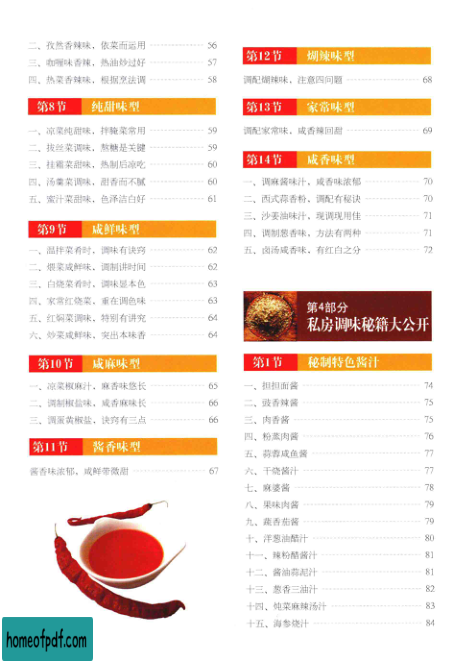 二、孜然香辣味，依菜而运用 56
三、咖喱味香辣，热油炒过好 57
四、热菜香辣味，根据烹法调 58
第8节 纯甜味型
一、凉菜纯甜味，拌腌菜常用 59
二、拔丝菜调味，熬糖是关键 59
三、挂霜菜甜味，熟制后凉吃 60
四、汤羹菜调味，甜香而不腻 60
五、蜜汁菜甜味，色泽洁白好 61
第9节 咸鲜味型
一、温拌菜肴时，调味有诀窍 62
二、煨菜咸鲜味，调制讲时间 62
三、白烧菜肴时，调味显本色 63
四、家常红烧菜，重在调色味 63
五、红焖菜调味，特别有讲究 64
六、炒菜咸鲜味，突出本味香 64
第10节 咸麻味型
一、凉菜椒麻汁，麻香味悠长 65
二、调制椒盐味，咸香麻味长 66
三、调蛋黄椒盐，诀窍有三点 66
第11节 酱香味型
酱香味浓郁，咸鲜带微甜 67
第12节 煳辣味型
调配煳辣味，注意四问题 68
第13节 家常味型
调配家常味，咸香辣回甜 69
第14节 咸香味型
一、调麻酱味汁，咸香味浓郁 70
二、西式蒜香粉，调配有秘诀 70
三、沙姜油味汁，现调现用佳 71
四、调制葱香味，方法有两种 71
五、卤汤咸香味，有红白之分 72
第4部分
私房调味秘籍大公开
第1节 秘制特色酱汁
一、担担面酱 74
二、豉香辣酱 75
三、肉香酱 75
四、粉蒸肉酱 76
五、蒜蓉咸鱼酱 77
六、干烧酱汁 77
七、麻婆酱 78
八、果味肉酱 79
九、蔬香茄酱 79
十、洋葱油醋汁 80
十一、辣粉醋酱汁 81
十二、酱油蒜泥汁 81
十三、葱香三油汁 82
十四、炖菜麻辣汤汁 83
十五、海参烧汁 84
homeofpdf.com